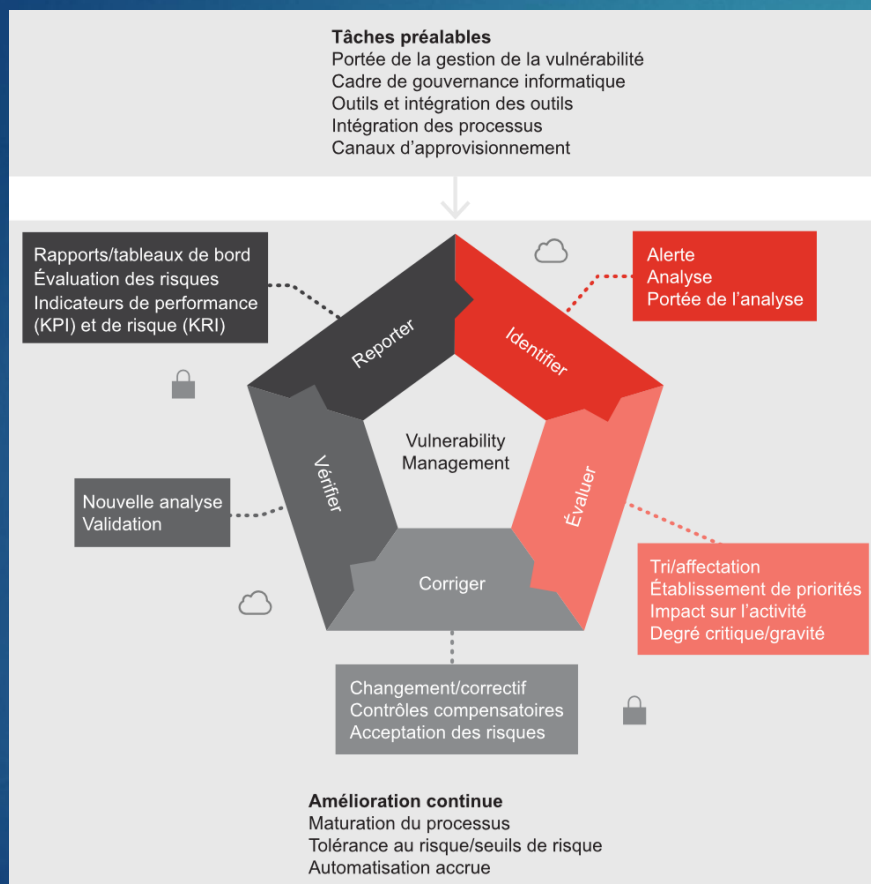 Tâches préalables
Portée de la gestion de la vulnérabilité
Cadre de gouvernance informatique
Outils et intégration des outils
Intégration des processus
Canaux d’approvisionnement
Rapports/tableaux de bord
Évaluation des risques
Indicateurs de performance
(KPI) et de risque (KRI)
Alerte
Analyse
Portée de l’analyse
Reporter
Identifier
Vulnerability
Management
Vérifier
Évaluer
Nouvelle analyse
Validation
Corriger
Tri/affectation
Établissement de priorités
Impact sur l’activité
Degré critique/gravité
Changement/correctif
Contrôles compensatoires
Acceptation des risques
Amélioration continue
Maturation du processus
Tolérance au risque/seuils de risque
Automatisation accrue